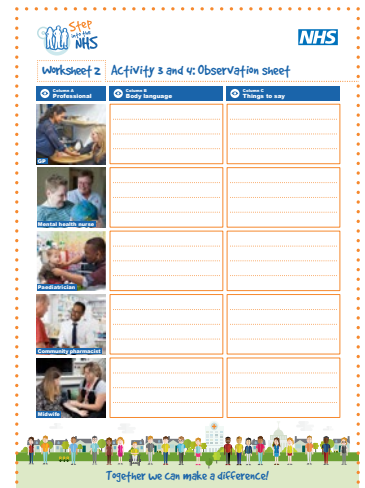 Step
into the
NHS
NHS
Worksheet 2
Activity 3 and 4: Observation sheet
Column A
Professional
Column B
Body language
Column C
Things to say
GP
Mental health nurse
Paediatrician
Community pharmacist
Midwife
Together we can make a difference!